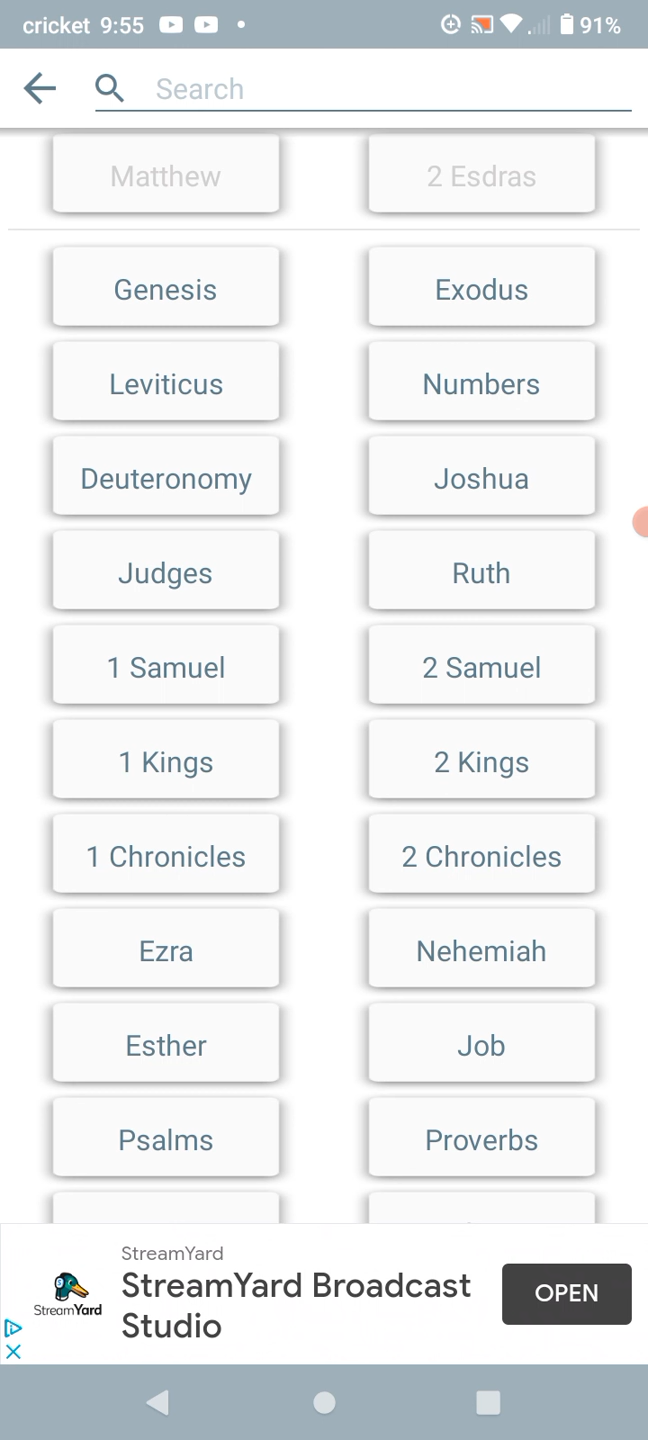 cricket 9:55 91%
Search
Matthew 2 Esdras
Genesis Exodus
Leviticus Numbers
Deuteronomy Joshua
Judges Ruth
1 Samuel 2 Samuel
1 Kings 2 Kings
1 Chronicles 2 Chronicles
Ezra Nehemiah
Esther Job
Psalms Proverbs
StreamYard
StreamYard Broadcast
Studio
OPEN
StreamYard